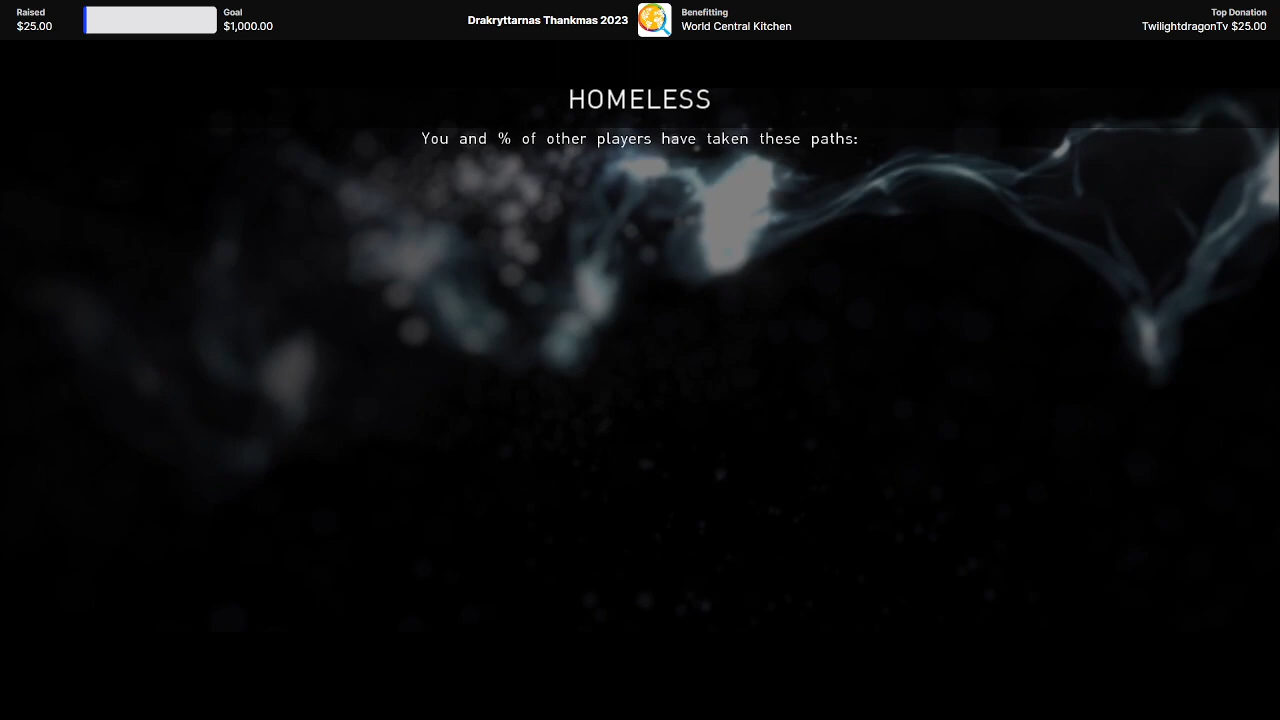 Raised
$25.00
Goal
$1,000.00
Drakryttarnas Thankmas 2023
Benefitting
World Central Kitchen
Top Donation
TwilightdragonTv $25.00
HOMELESS
You and % of other players have taken these paths: